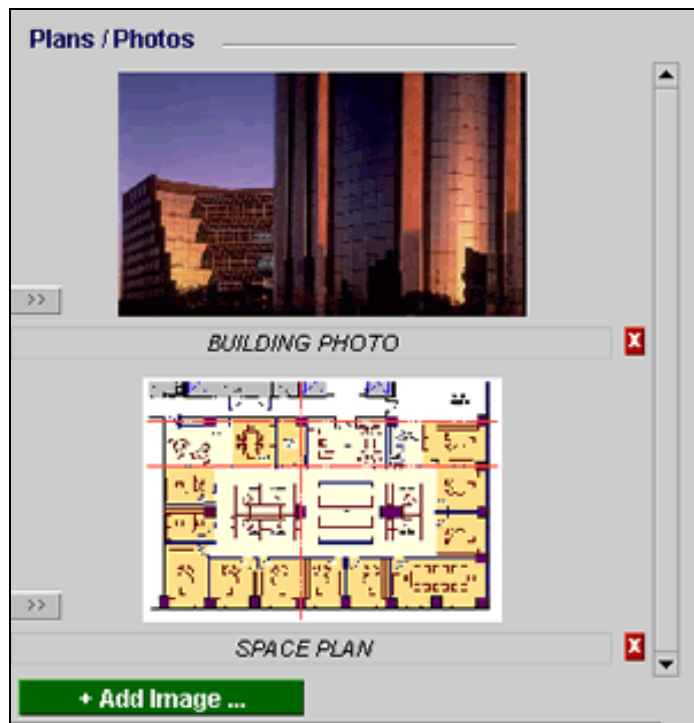 Plans / Photos
>>
BUILDING PHOTO
X
>>
SPACE PLAN
X
+ Add Image ...